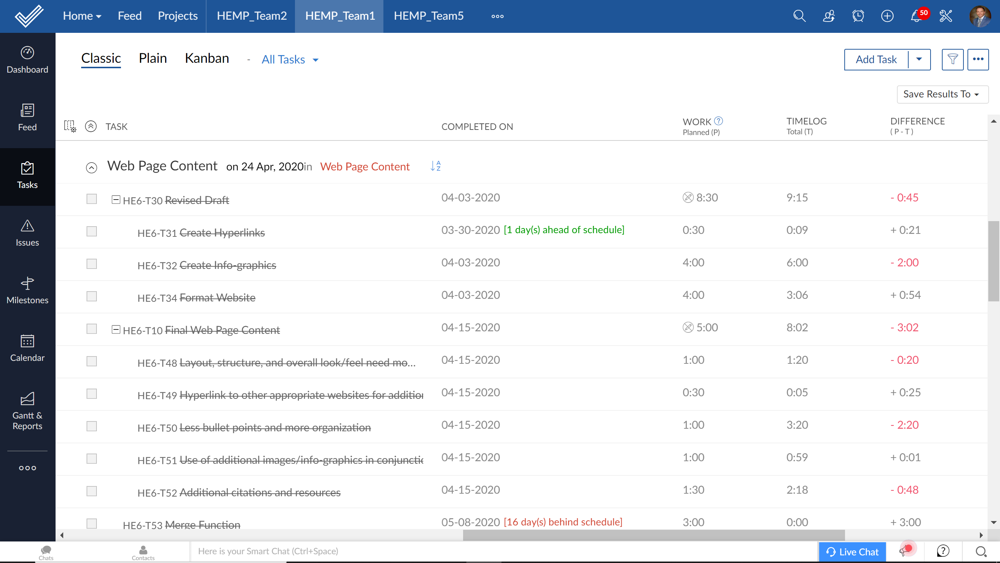 Home Feed Projects HEMP_Team2 HEMP_Team1 HEMP_Team5 50
Dashboard
Feed
Tasks
Issues
Milestones
Calendar
Gantt &
Reports
Classic Plain Kanban - All Tasks Add Task
Save Results To
TASK COMPLETED ON WORK ? TIMELOG DIFFERENCE
Planned (P) Total (T) ( P - T )
Web Page Content on 24 Apr, 2020in Web Page Content AZ
HE6-T30 Revised Draft 04-03-2020 8:30 9:15 - 0:45
HE6-T31 Create Hyperlinks 03-30-2020 [1 day(s) ahead of schedule] 0:30 0:09 + 0:21
HE6-T32 Create Info-graphics 04-03-2020 4:00 6:00 - 2:00
HE6-T34 Format Website 04-03-2020 4:00 3:06 + 0:54
HE6-T10 Final Web Page Content 04-15-2020 5:00 8:02 - 3:02
HE6-T48 Layout, structure, and overall look/feel need mo... 04-15-2020 1:00 1:20 - 0:20
HE6-T49 Hyperlink to other appropriate websites for addition 04-15-2020 0:30 0:05 + 0:25
HE6-T50 Less bullet points and more organization 04-15-2020 1:00 3:20 - 2:20
HE6-T51 Use of additional images/info-graphics in conjunctic 04-15-2020 1:00 0:59 + 0:01
HE6-T52 Additional citations and resources 04-15-2020 1:30 2:18 - 0:48
HE6-T53 Merge Function 05-08-2020 [16 day(s) behind schedule] 3:00 0:00 + 3:00
Chats Contacts Here is your Smart Chat (Ctrl+Space) Live Chat ?